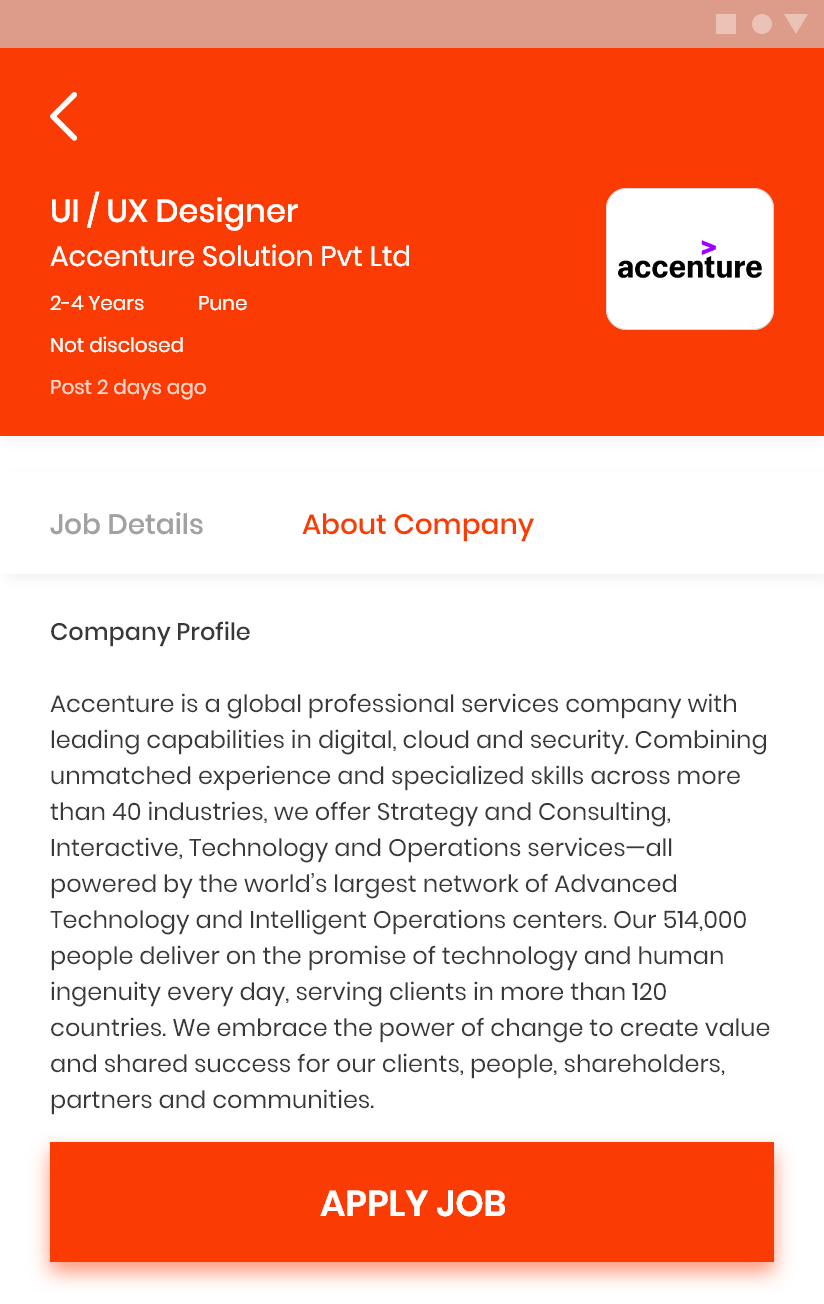 UI / UX Designer
Accenture Solution Pvt Ltd
2-4 Years Pune
Not disclosed
Post 2 days ago
>
accenture
Job Details About Company
Company Profile
Accenture is a global professional services company with
leading capabilities in digital, cloud and security. Combining
unmatched experience and specialized skills across more
than 40 industries, we offer Strategy and Consulting,
Interactive, Technology and Operations services—all
powered by the world’s largest network of Advanced
Technology and Intelligent Operations centers. Our 514,000
people deliver on the promise of technology and human
ingenuity every day, serving clients in more than 120
countries. We embrace the power of change to create value
and shared success for our clients, people, shareholders,
partners and communities.
APPLY JOB